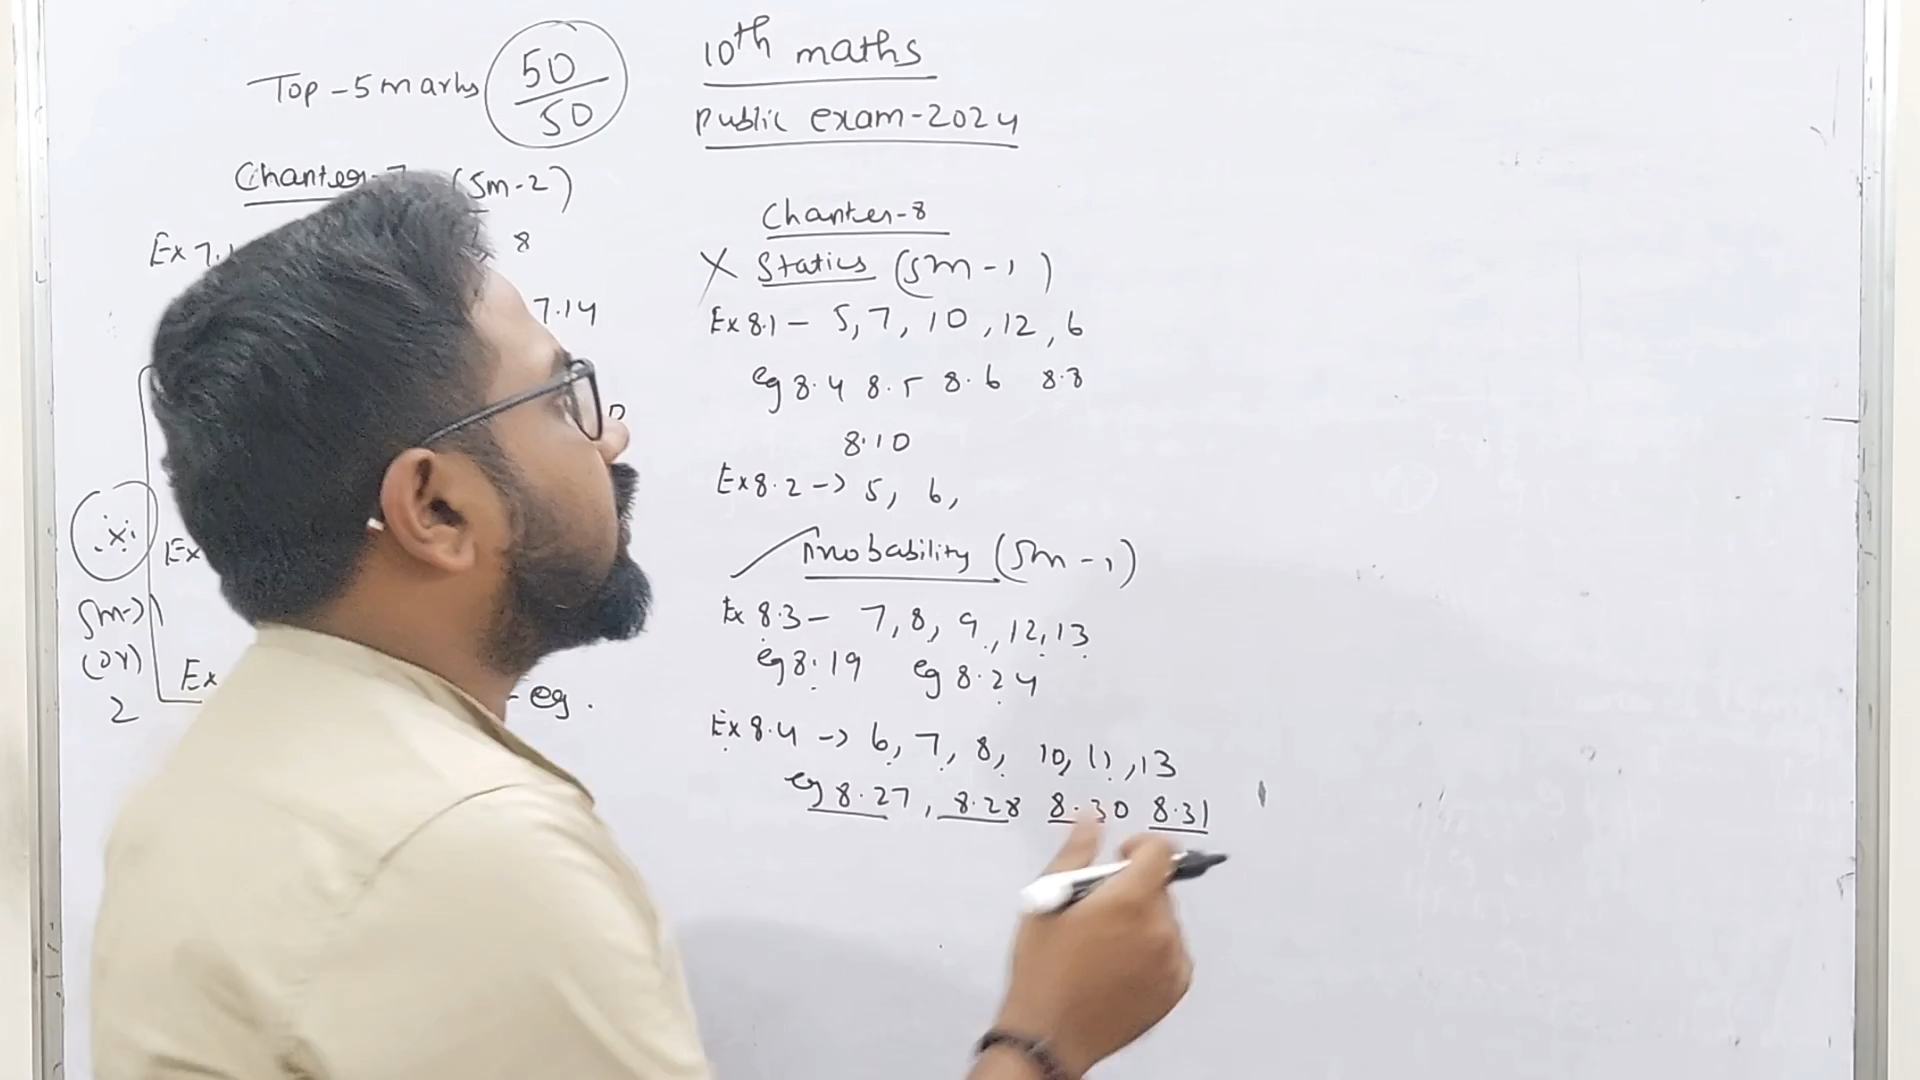 Top - 5 marks 50/50
Chapter-7 (5m-2)
Ex 7.1 8
7.14
Ex
5m->1
(or)
2
Ex - eg.
10th maths
public exam-2024
Chapter-8
X Statics (5m-1)
Ex 8.1 - 5, 7, 10, 12, 6
eg 8.4 8.5 8.6 8.8
8.10
Ex 8.2 -> 5, 6,
Probability (5m-1)
Ex 8.3 - 7, 8, 9, 12, 13
eg 8.19 eg 8.24
Ex 8.4 -> 6, 7, 8, 10, 11, 13
eg 8.27, 8.28 8.30 8.31